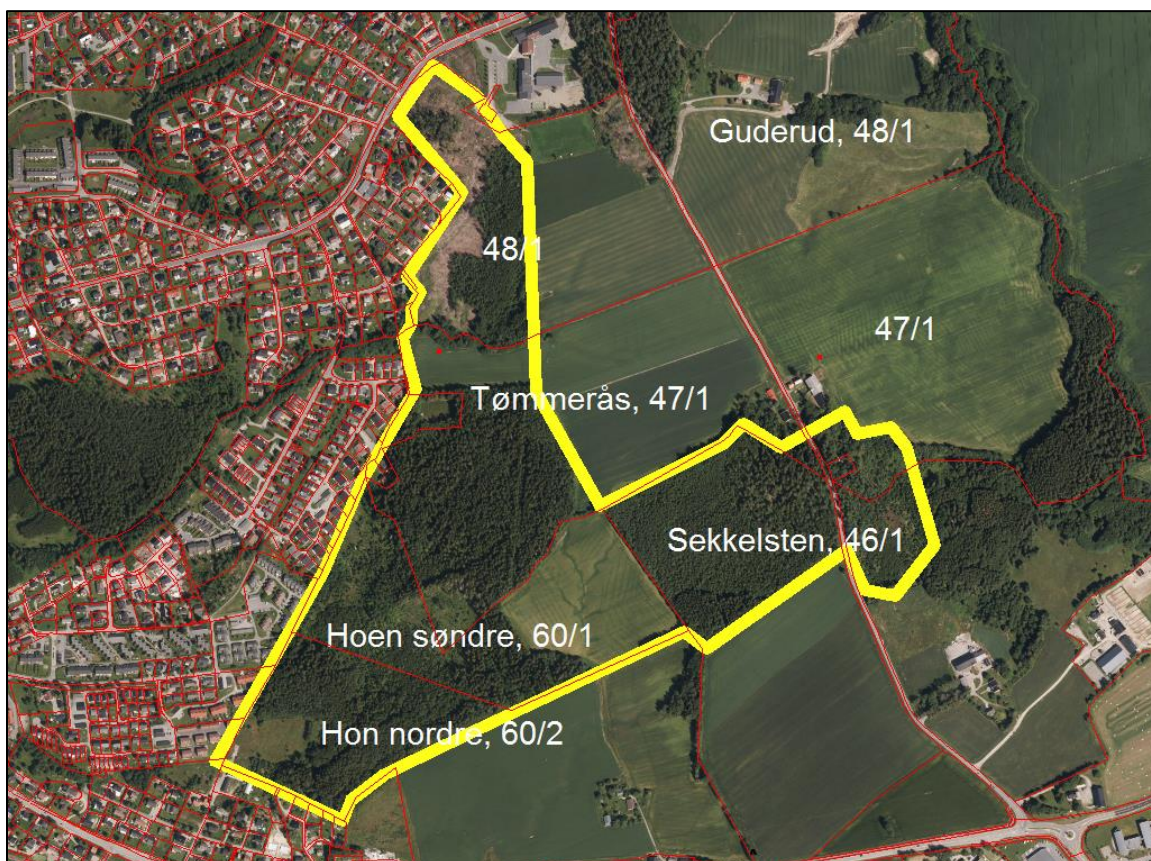 Guderud, 48/1
48/1
47/1
Tømmerås, 47/1
Sekkelsten, 46/1
Hoen søndre, 60/1
Hon nordre, 60/2